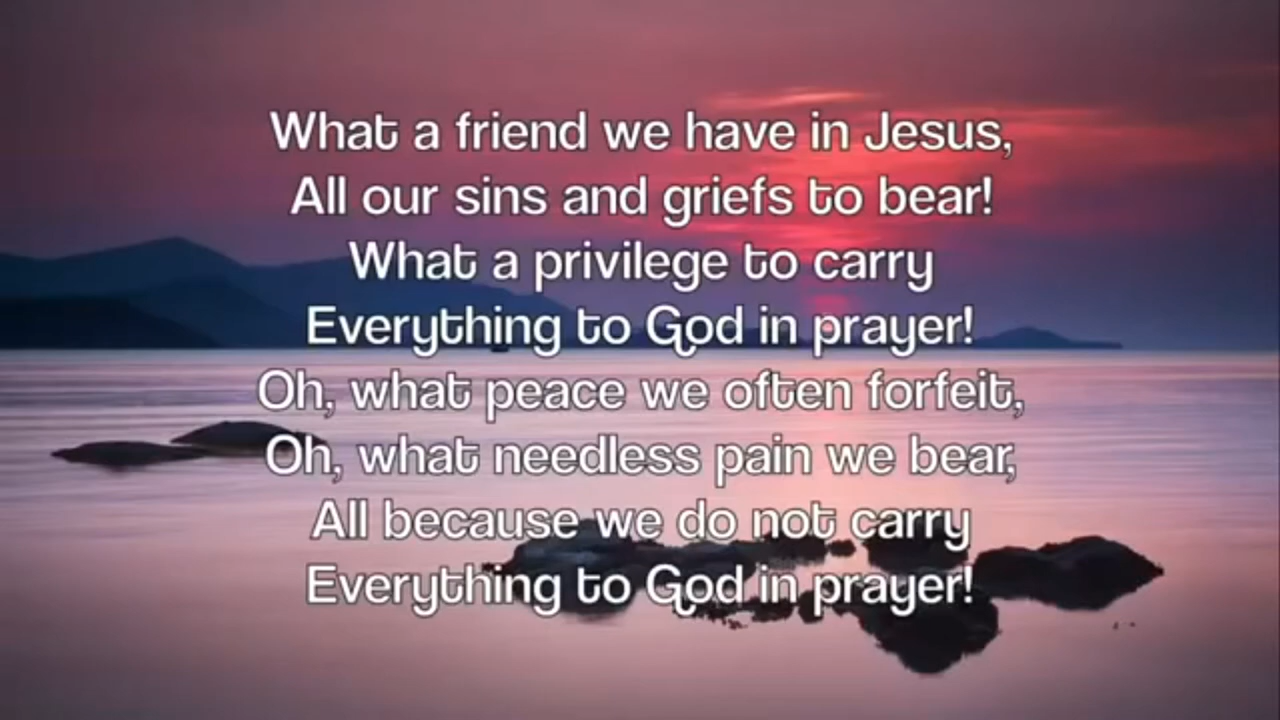 What a friend we have in Jesus,
All our sins and griefs to bear!
What a privilege to carry
Everything to God in prayer!
Oh, what peace we often forfeit,
Oh, what needless pain we bear,
All because we do not carry
Everything to God in prayer!